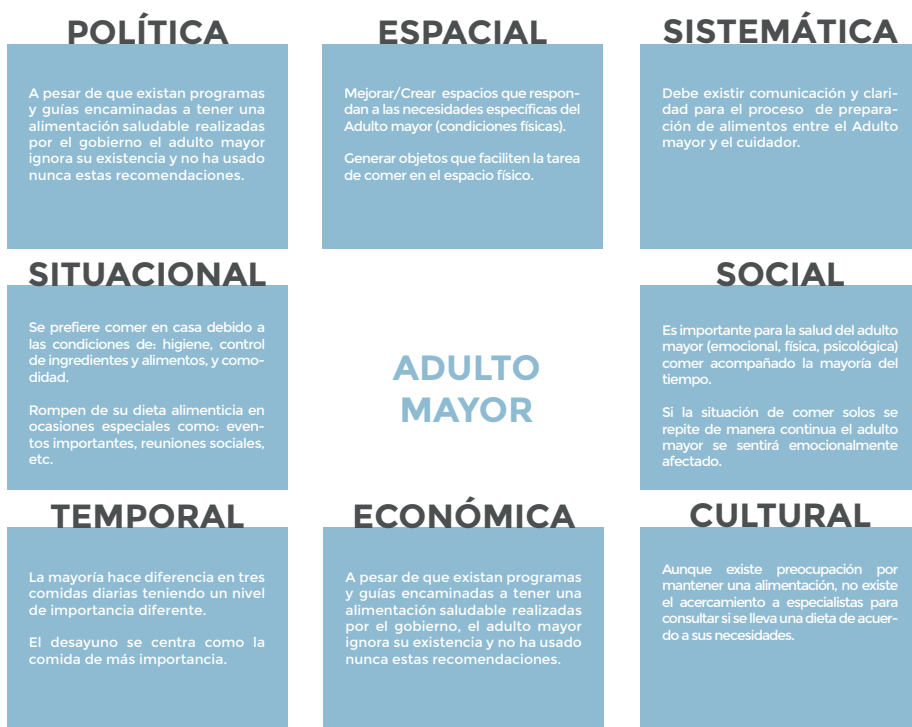 POLÍTICA
A pesar de que existan programas
y guías encaminadas a tener una
alimentación saludable realizadas
por el gobierno el adulto mayor
ignora su existencia y no ha usado
nunca estas recomendaciones.
ESPACIAL
Mejorar/Crear espacios que respon-
dan a las necesidades específicas del
Adulto mayor (condiciones físicas).
Generar objetos que faciliten la tarea
de comer en el espacio físico.
SISTEMÁTICA
Debe existir comunicación y clari-
dad para el proceso de prepara-
ción de alimentos entre el Adulto
mayor y el cuidador.
SITUACIONAL
Se prefiere comer en casa debido a
las condiciones de: higiene, control
de ingredientes y alimentos, y como-
didad.
Rompen de su dieta alimenticia en
ocasiones especiales como: even-
tos importantes, reuniones sociales,
etc.
ADULTO
MAYOR
SOCIAL
Es importante para la salud del adulto
mayor (emocional, física, psicológica)
comer acompañado la mayoría del
tiempo.
Si la situación de comer solos se
repite de manera continua el adulto
mayor se sentirá emocionalmente
afectado.
TEMPORAL
La mayoría hace diferencia en tres
comidas diarias teniendo un nivel
de importancia diferente.
El desayuno se centra como la
comida de más importancia.
ECONÓMICA
A pesar de que existan programas
y guías encaminadas a tener una
alimentación saludable realizadas
por el gobierno, el adulto mayor
ignora su existencia y no ha usado
nunca estas recomendaciones.
CULTURAL
Aunque existe preocupación por
mantener una alimentación, no existe
el acercamiento a especialistas para
consultar si se lleva una dieta de acuer-
do a sus necesidades.